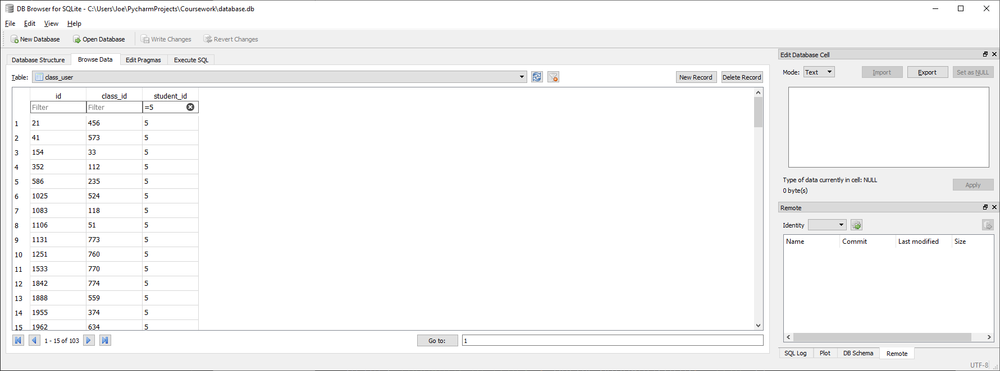 DB Browser for SQLite - C:\Users\Joe\PycharmProjects\Coursework\database.db
File Edit View Help
New Database Open Database Write Changes Revert Changes
Database Structure Browse Data Edit Pragmas Execute SQL
Table: class_user New Record Delete Record
id class_id student_id
Filter Filter =5
1 21 456 5
2 41 573 5
3 154 33 5
4 352 112 5
5 586 235 5
6 1025 524 5
7 1083 118 5
8 1106 51 5
9 1131 773 5
10 1251 760 5
11 1533 770 5
12 1842 774 5
13 1888 559 5
14 1955 374 5
15 1962 634 5
1 - 15 of 103 Go to: 1
Edit Database Cell
Mode: Text Import Export Set as NULL
Type of data currently in cell: NULL
0 byte(s)
Apply
Remote
Identity
Name Commit Last modified Size
SQL Log Plot DB Schema Remote
UTF-8